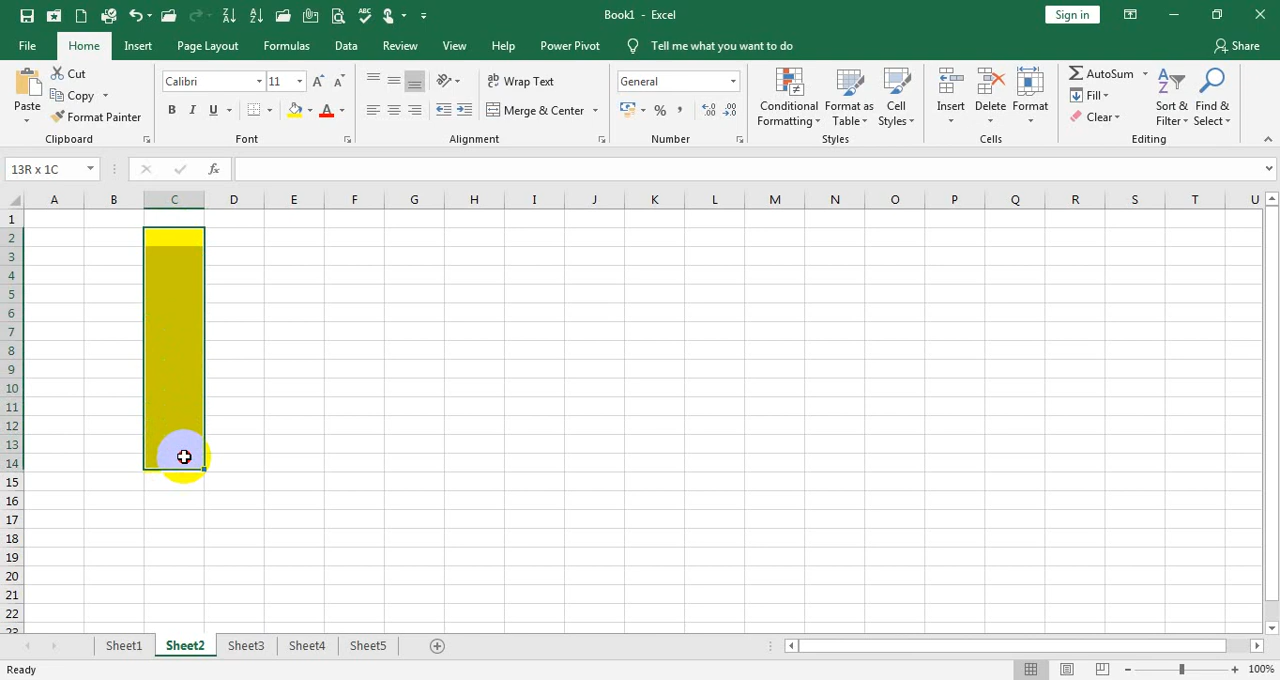 Book1 - Excel
Sign in
File Home Insert Page Layout Formulas Data Review View Help Power Pivot Tell me what you want to do Share
Paste
Cut
Copy
Format Painter
Clipboard
Calibri 11
B I U A
Font
Wrap Text
Merge & Center
Alignment
General
% ,
Number
Conditional Formatting
Format as Table
Cell Styles
Styles
Insert Delete Format
Cells
AutoSum
Fill
Clear
Sort & Filter
Find & Select
Editing
13R x 1C fx
A B C D E F G H I J K L M N O P Q R S T U
1
2
3
4
5
6
7
8
9
10
11
12
13
14
15
16
17
18
19
20
21
22
23
Sheet1 Sheet2 Sheet3 Sheet4 Sheet5
Ready 100%